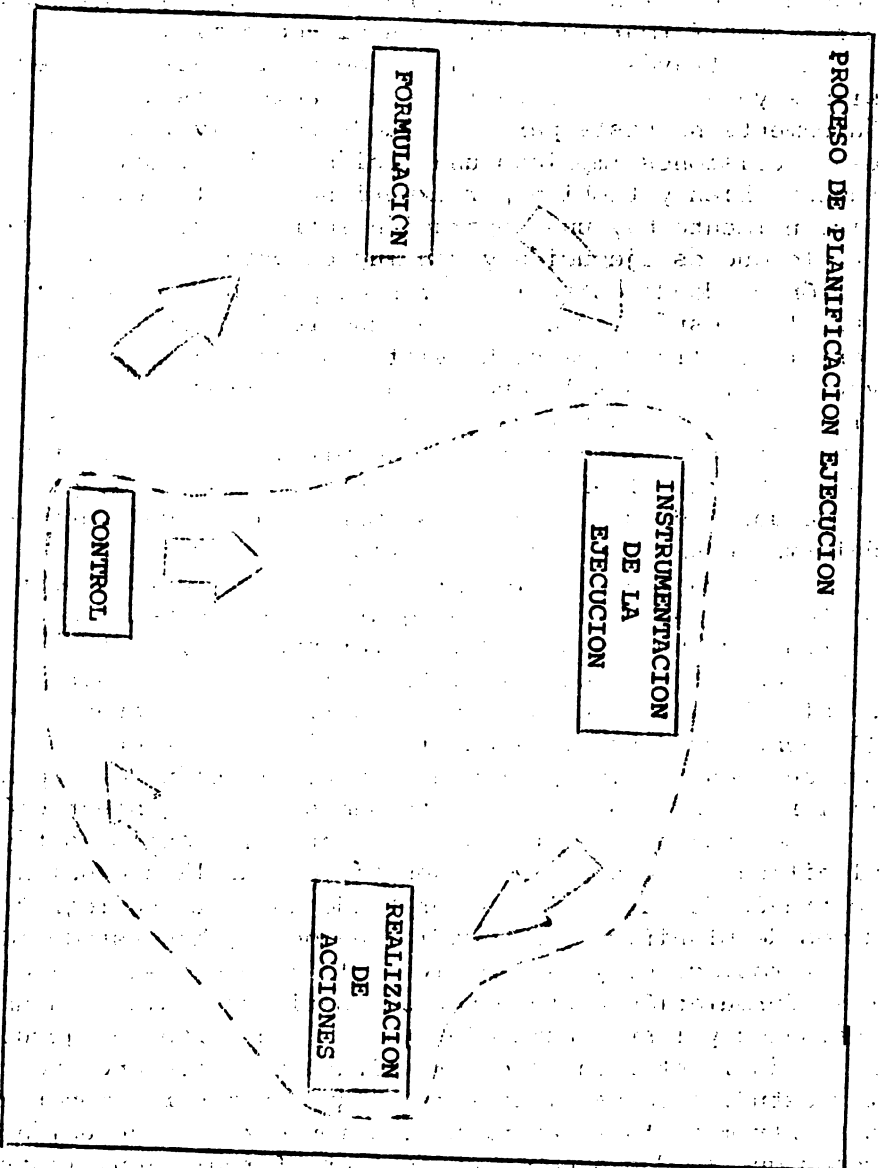 PROCESO DE PLANIFICACION EJECUCION
INSTRUMENTACION
DE LA
EJECUCION
FORMULACION
REALIZACION
DE
ACCIONES
CONTROL